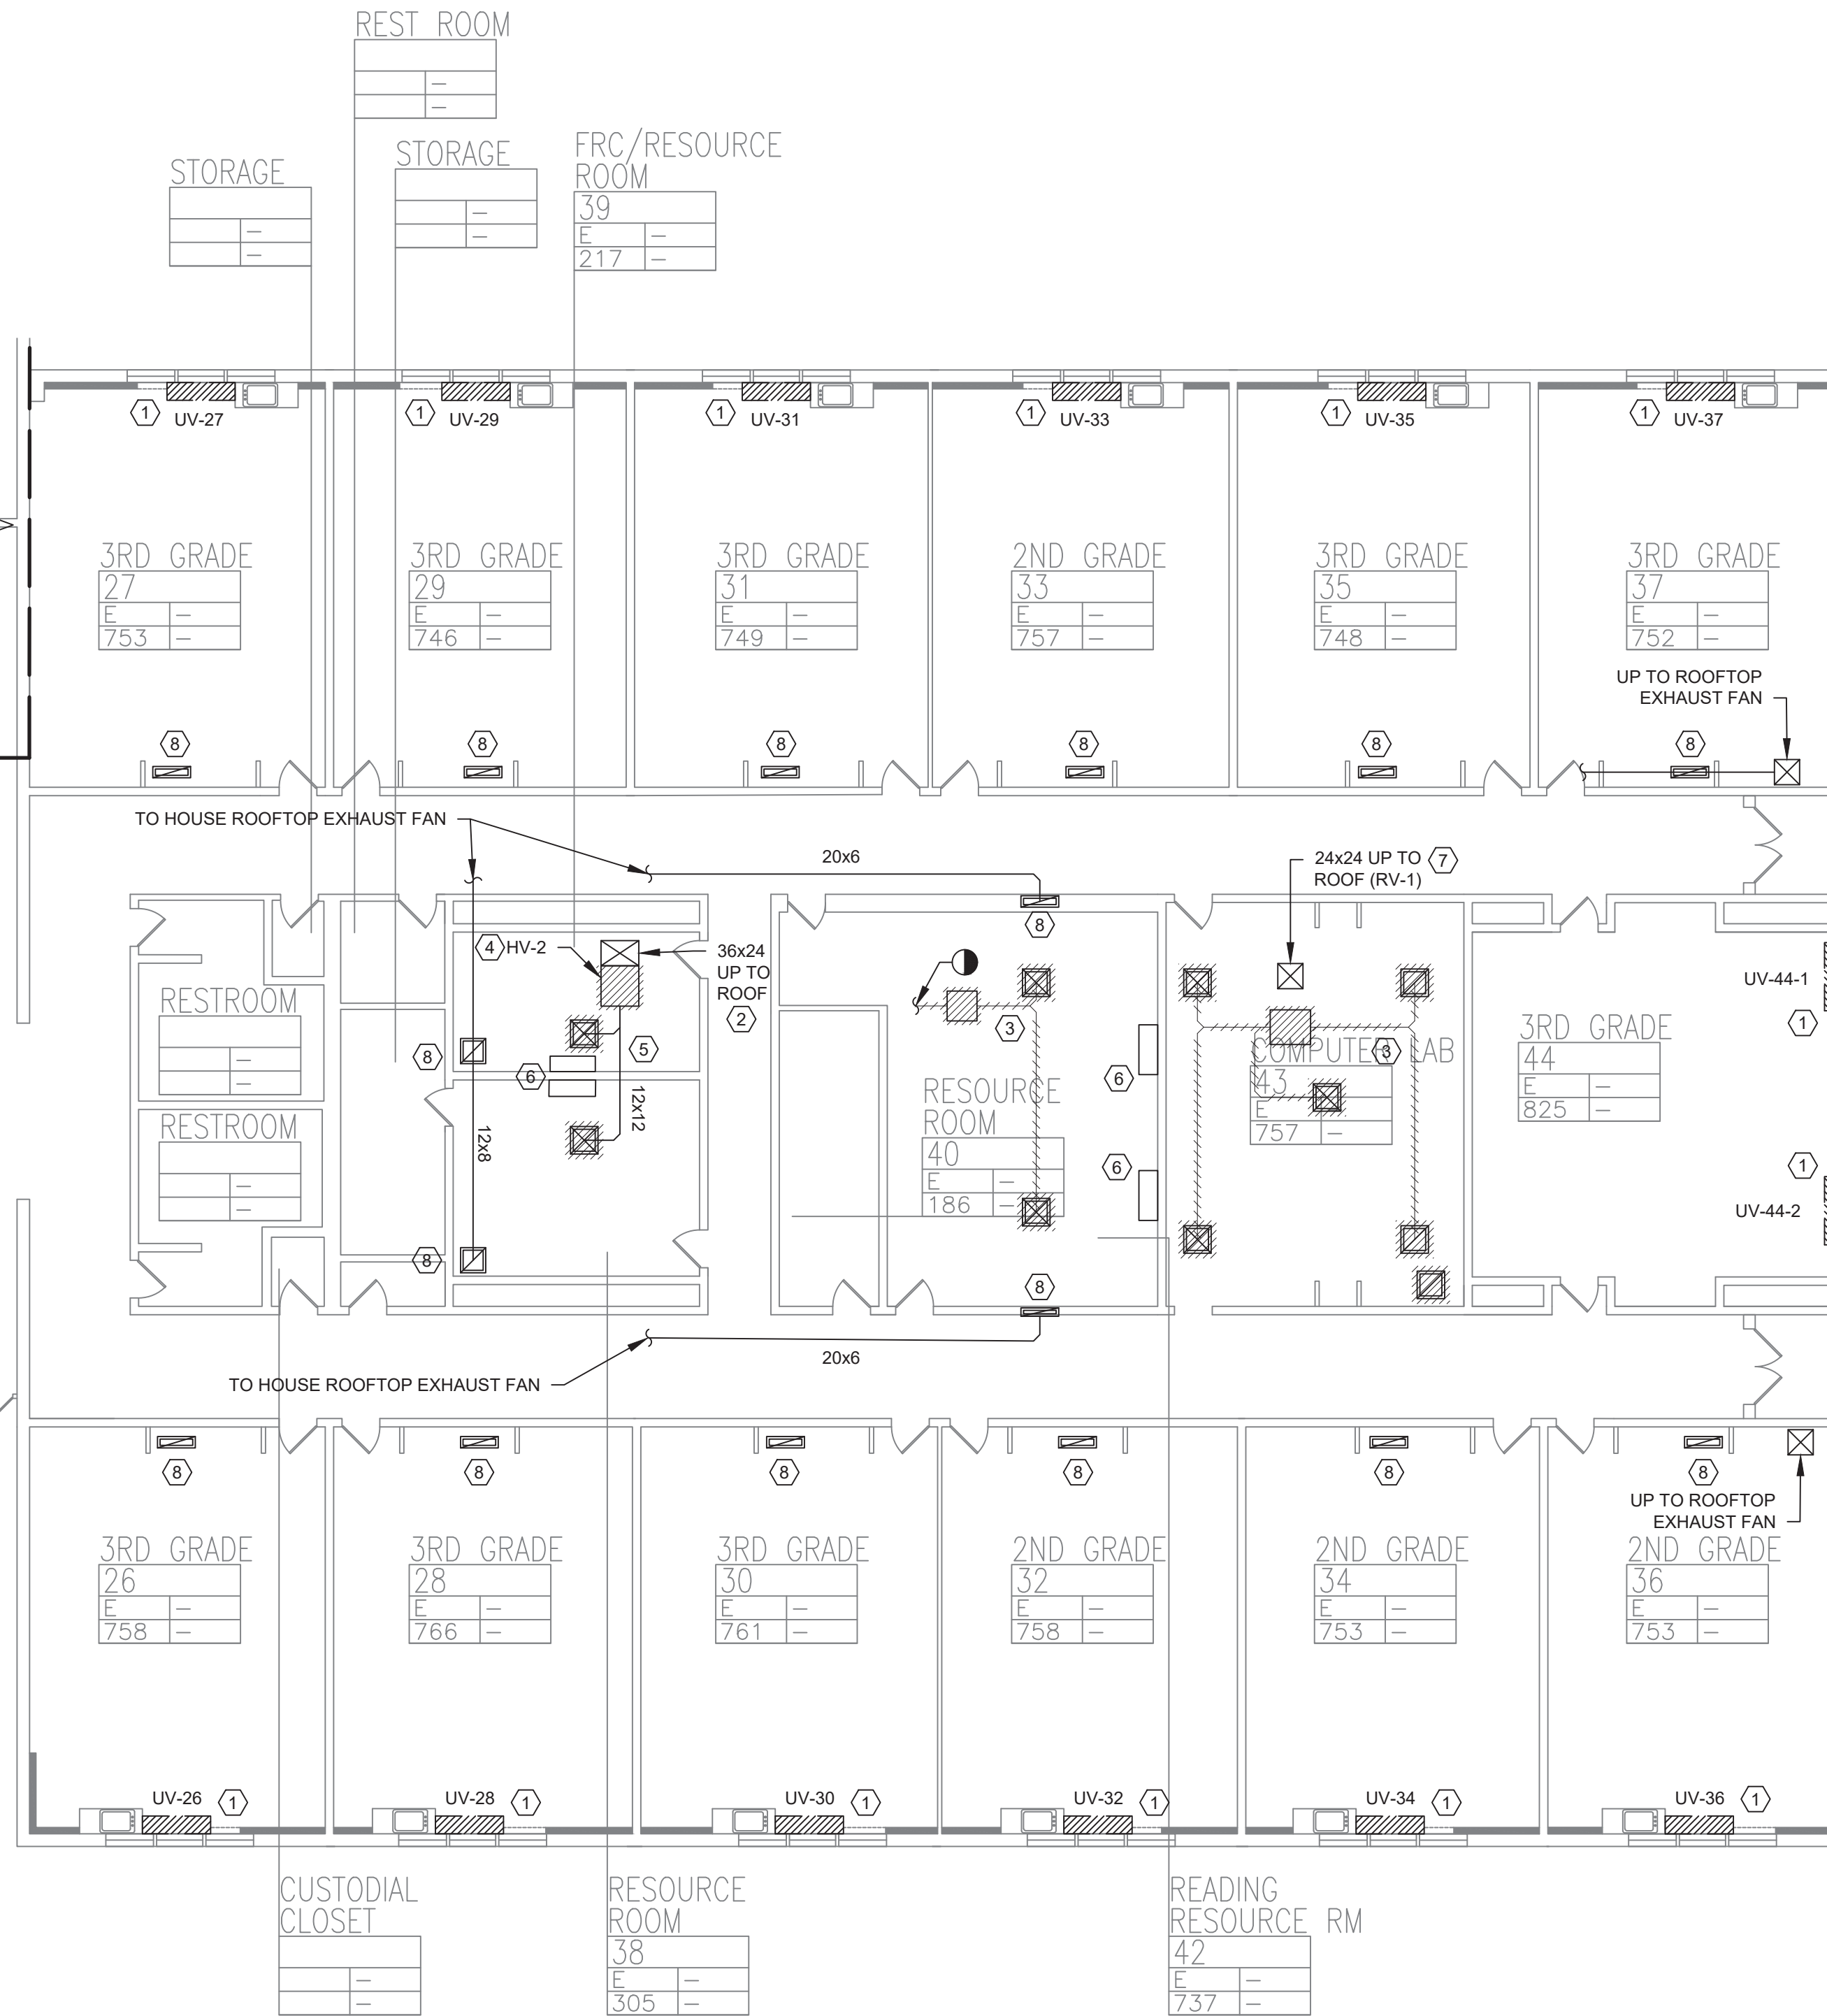 REST ROOM
–
–
STORAGE
–
–
STORAGE
–
–
FRC/RESOURCE
ROOM
39
E –
217 –
1 UV-27
1 UV-29
1 UV-31
1 UV-33
1 UV-35
1 UV-37
V
3RD GRADE
27
E –
753 –
3RD GRADE
29
E –
746 –
3RD GRADE
31
E –
749 –
2ND GRADE
33
E –
757 –
3RD GRADE
35
E –
748 –
3RD GRADE
37
E –
752 –
UP TO ROOFTOP
EXHAUST FAN
8
8
8
8
8
8
TO HOUSE ROOFTOP EXHAUST FAN
20x6
24x24 UP TO
ROOF (RV-1)
7
8
4 HV-2
36x24
UP TO
ROOF
2
RESTROOM
–
–
RESTROOM
–
–
8
5
6
12x12
12x8
8
3
RESOURCE
ROOM
40
E –
186 –
6
6
8
3
COMPUTER LAB
43
E
757 –
3RD GRADE
44
E –
825 –
UV-44-1
1
1
UV-44-2
20x6
TO HOUSE ROOFTOP EXHAUST FAN
8
8
8
8
8
8
UP TO ROOFTOP
EXHAUST FAN
3RD GRADE
26
E –
758 –
3RD GRADE
28
E –
766 –
3RD GRADE
30
E –
761 –
2ND GRADE
32
E –
758 –
2ND GRADE
34
E –
753 –
2ND GRADE
36
E –
753 –
UV-26 1
UV-28 1
UV-30 1
UV-32 1
UV-34 1
UV-36 1
CUSTODIAL
CLOSET
–
–
RESOURCE
ROOM
38
E –
305 –
READING
RESOURCE RM
42
E –
737 –